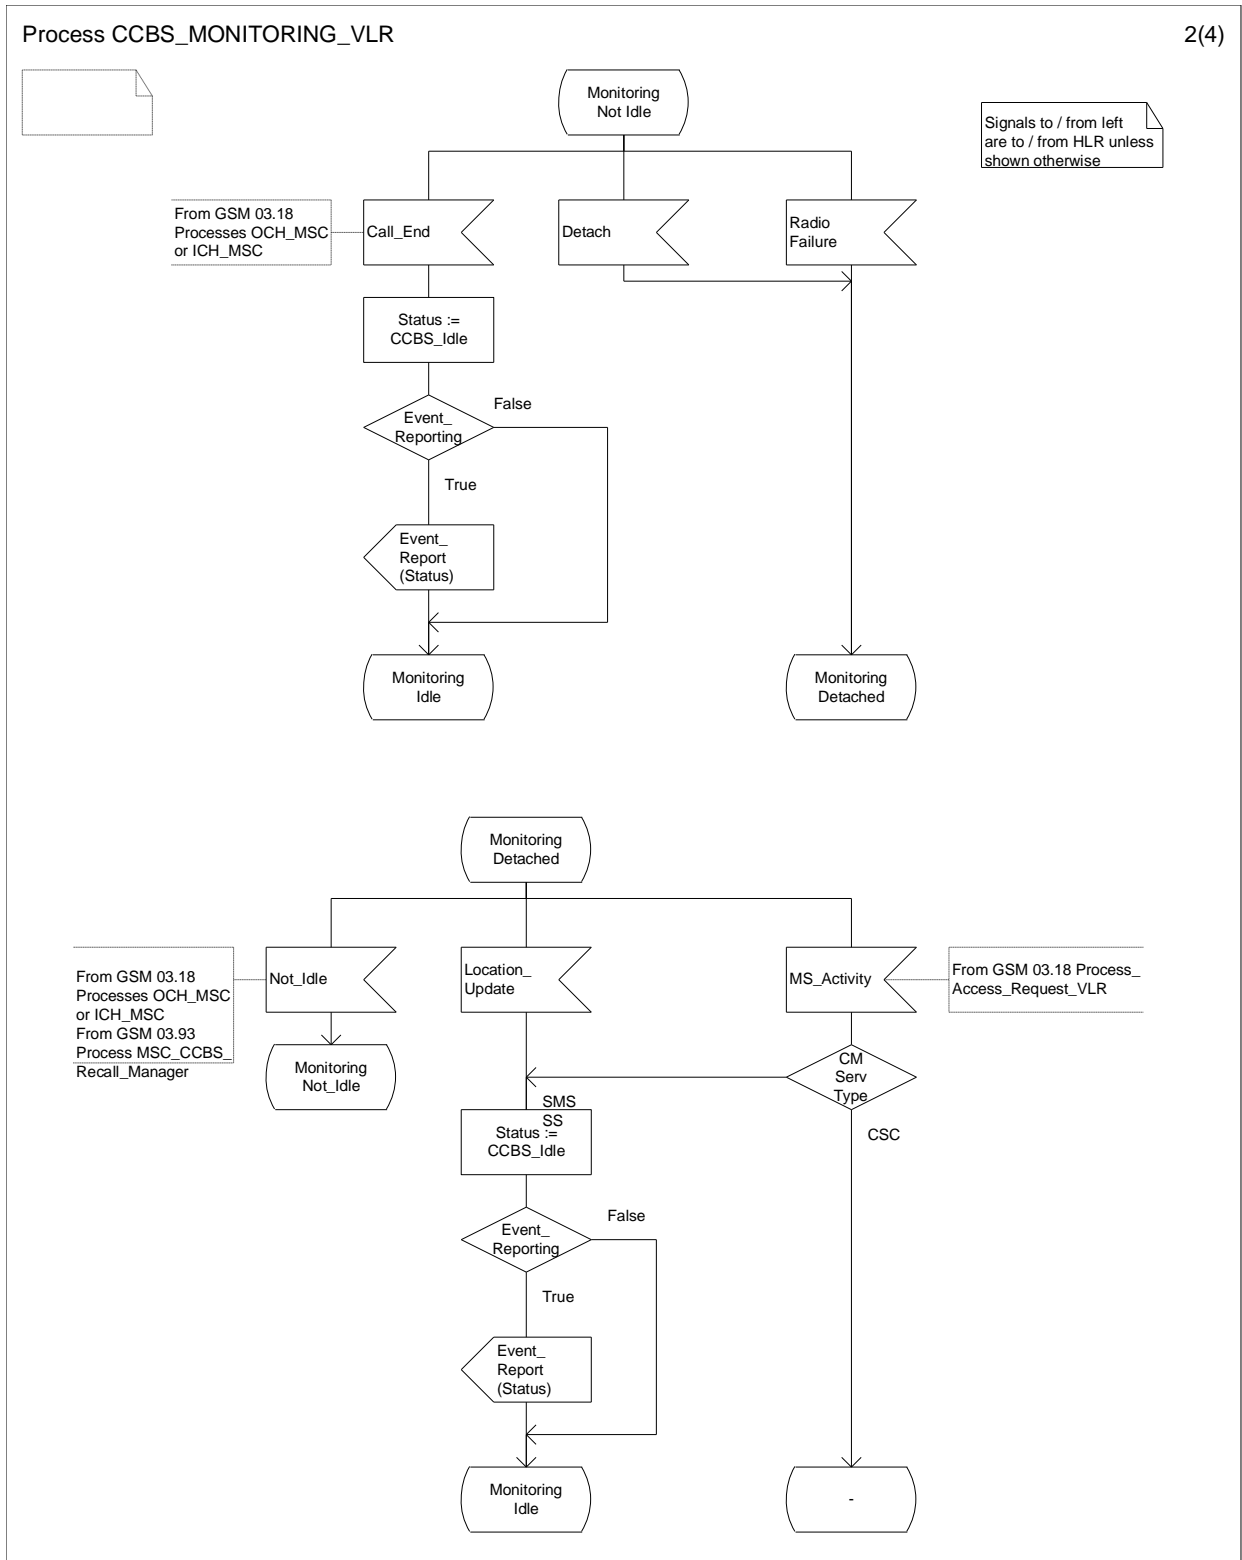 Process CCBS_MONITORING_VLR
2(4)
Monitoring
Not Idle
Signals to / from left
are to / from HLR unless
shown otherwise
From GSM 03.18
Processes OCH_MSC
or ICH_MSC
Call_End
Detach
Radio
Failure
Status :=
CCBS_Idle
Event_
Reporting
False
True
Event_
Report
(Status)
Monitoring
Idle
Monitoring
Detached
Monitoring
Detached
From GSM 03.18
Processes OCH_MSC
or ICH_MSC
From GSM 03.93
Process MSC_CCBS_
Recall_Manager
Not_Idle
Location_
Update
MS_Activity
From GSM 03.18 Process_
Access_Request_VLR
Monitoring
Not_Idle
CM
Serv
Type
SMS
SS
CSC
Status :=
CCBS_Idle
Event_
Reporting
False
True
Event_
Report
(Status)
Monitoring
Idle
-